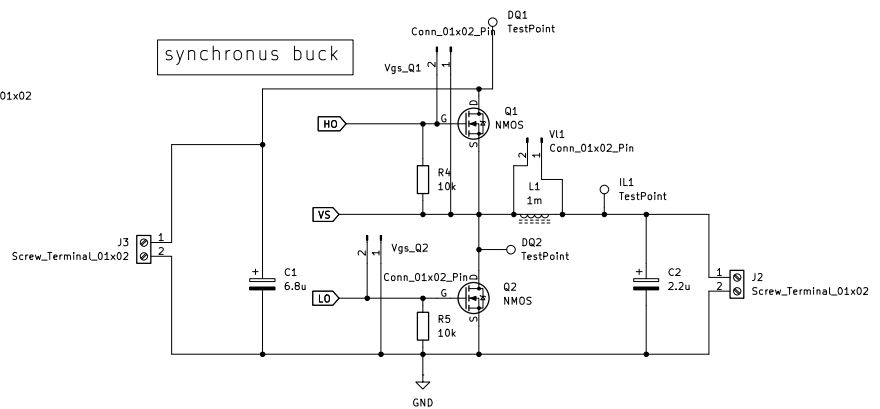 DQ1
TestPoint
Conn_01x02_Pin
synchronus buck
Vgs_Q1
2
1
01x02
D
Q1
NMOS
HO
G
S
Vl1
Conn_01x02_Pin
2
1
R4
10k
L1
1m
IL1
TestPoint
VS
J3
Screw_Terminal_01x02
1
2
Vgs_Q2
2
1
DQ2
TestPoint
Conn_01x02_Pin
D
Q2
NMOS
C1
6.8u
+
LO
G
S
R5
10k
C2
2.2u
+
1
2
J2
Screw_Terminal_01x02
GND